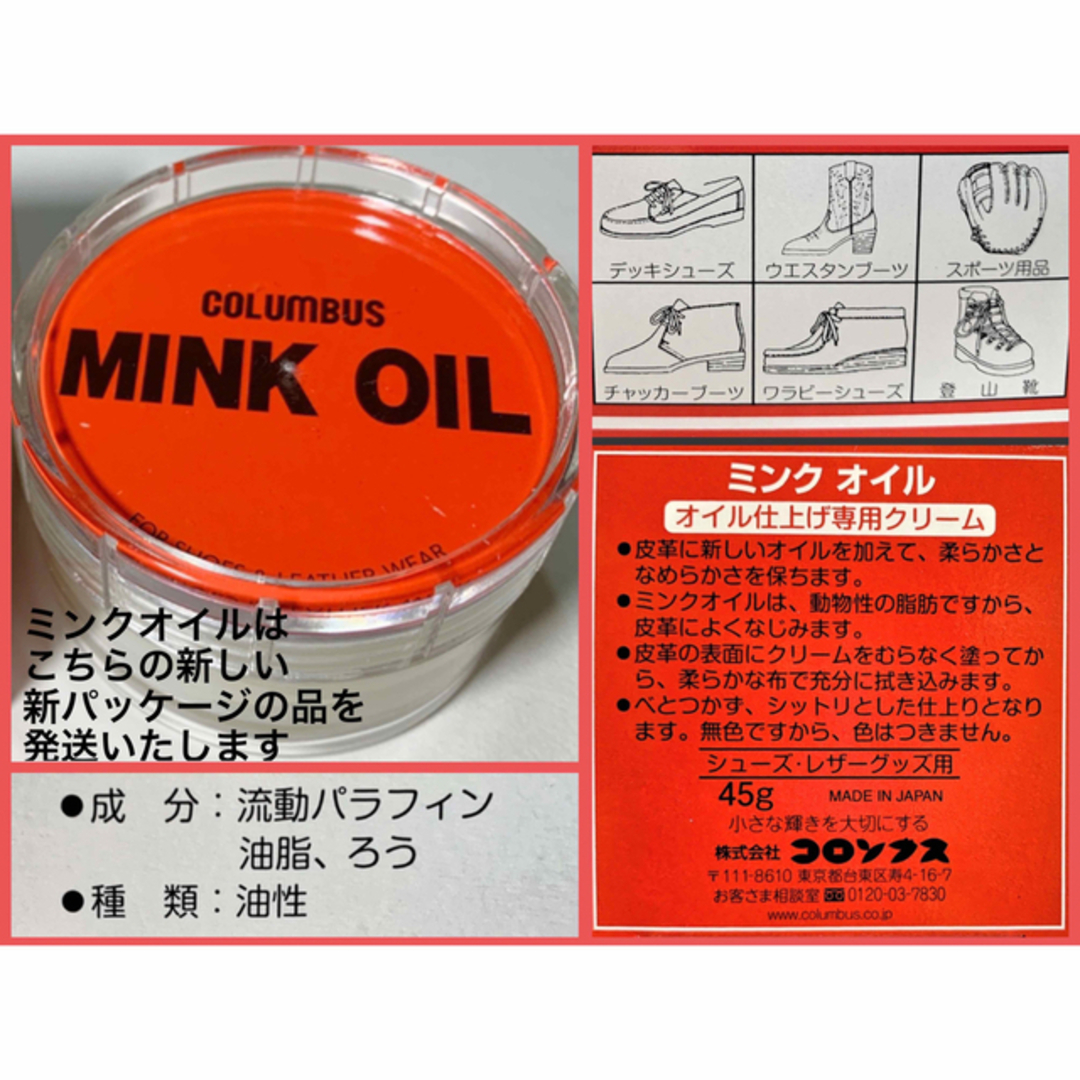 COLUMBUS
MINK OIL
FOR SHOES & LEATHER WEAR
ミンクオイルは
こちらの新しい
新パッケージの品を
発送いたします
●成 分：流動パラフィン
油脂、ろう
●種 類：油性
デッキシューズ
ウエスタンブーツ
スポーツ用品
チャッカーブーツ
ワラビーシューズ
登山靴
ミンク オイル
オイル仕上げ専用クリーム
●皮革に新しいオイルを加えて、柔らかさと
なめらかさを保ちます。
●ミンクオイルは、動物性の脂肪ですから、
皮革によくなじみます。
●皮革の表面にクリームをむらなく塗ってか
ら、柔らかな布で充分に拭き込みます。
●べとつかず、シットリとした仕上りとなり
ます。無色ですから、色はつきません。
シューズ・レザーグッズ用
45g MADE IN JAPAN
小さな輝きを大切にする
株式会社 コロンブス
〒111-8610 東京都台東区寿4-16-7
お客さま相談室 0120-03-7830
www.columbus.co.jp